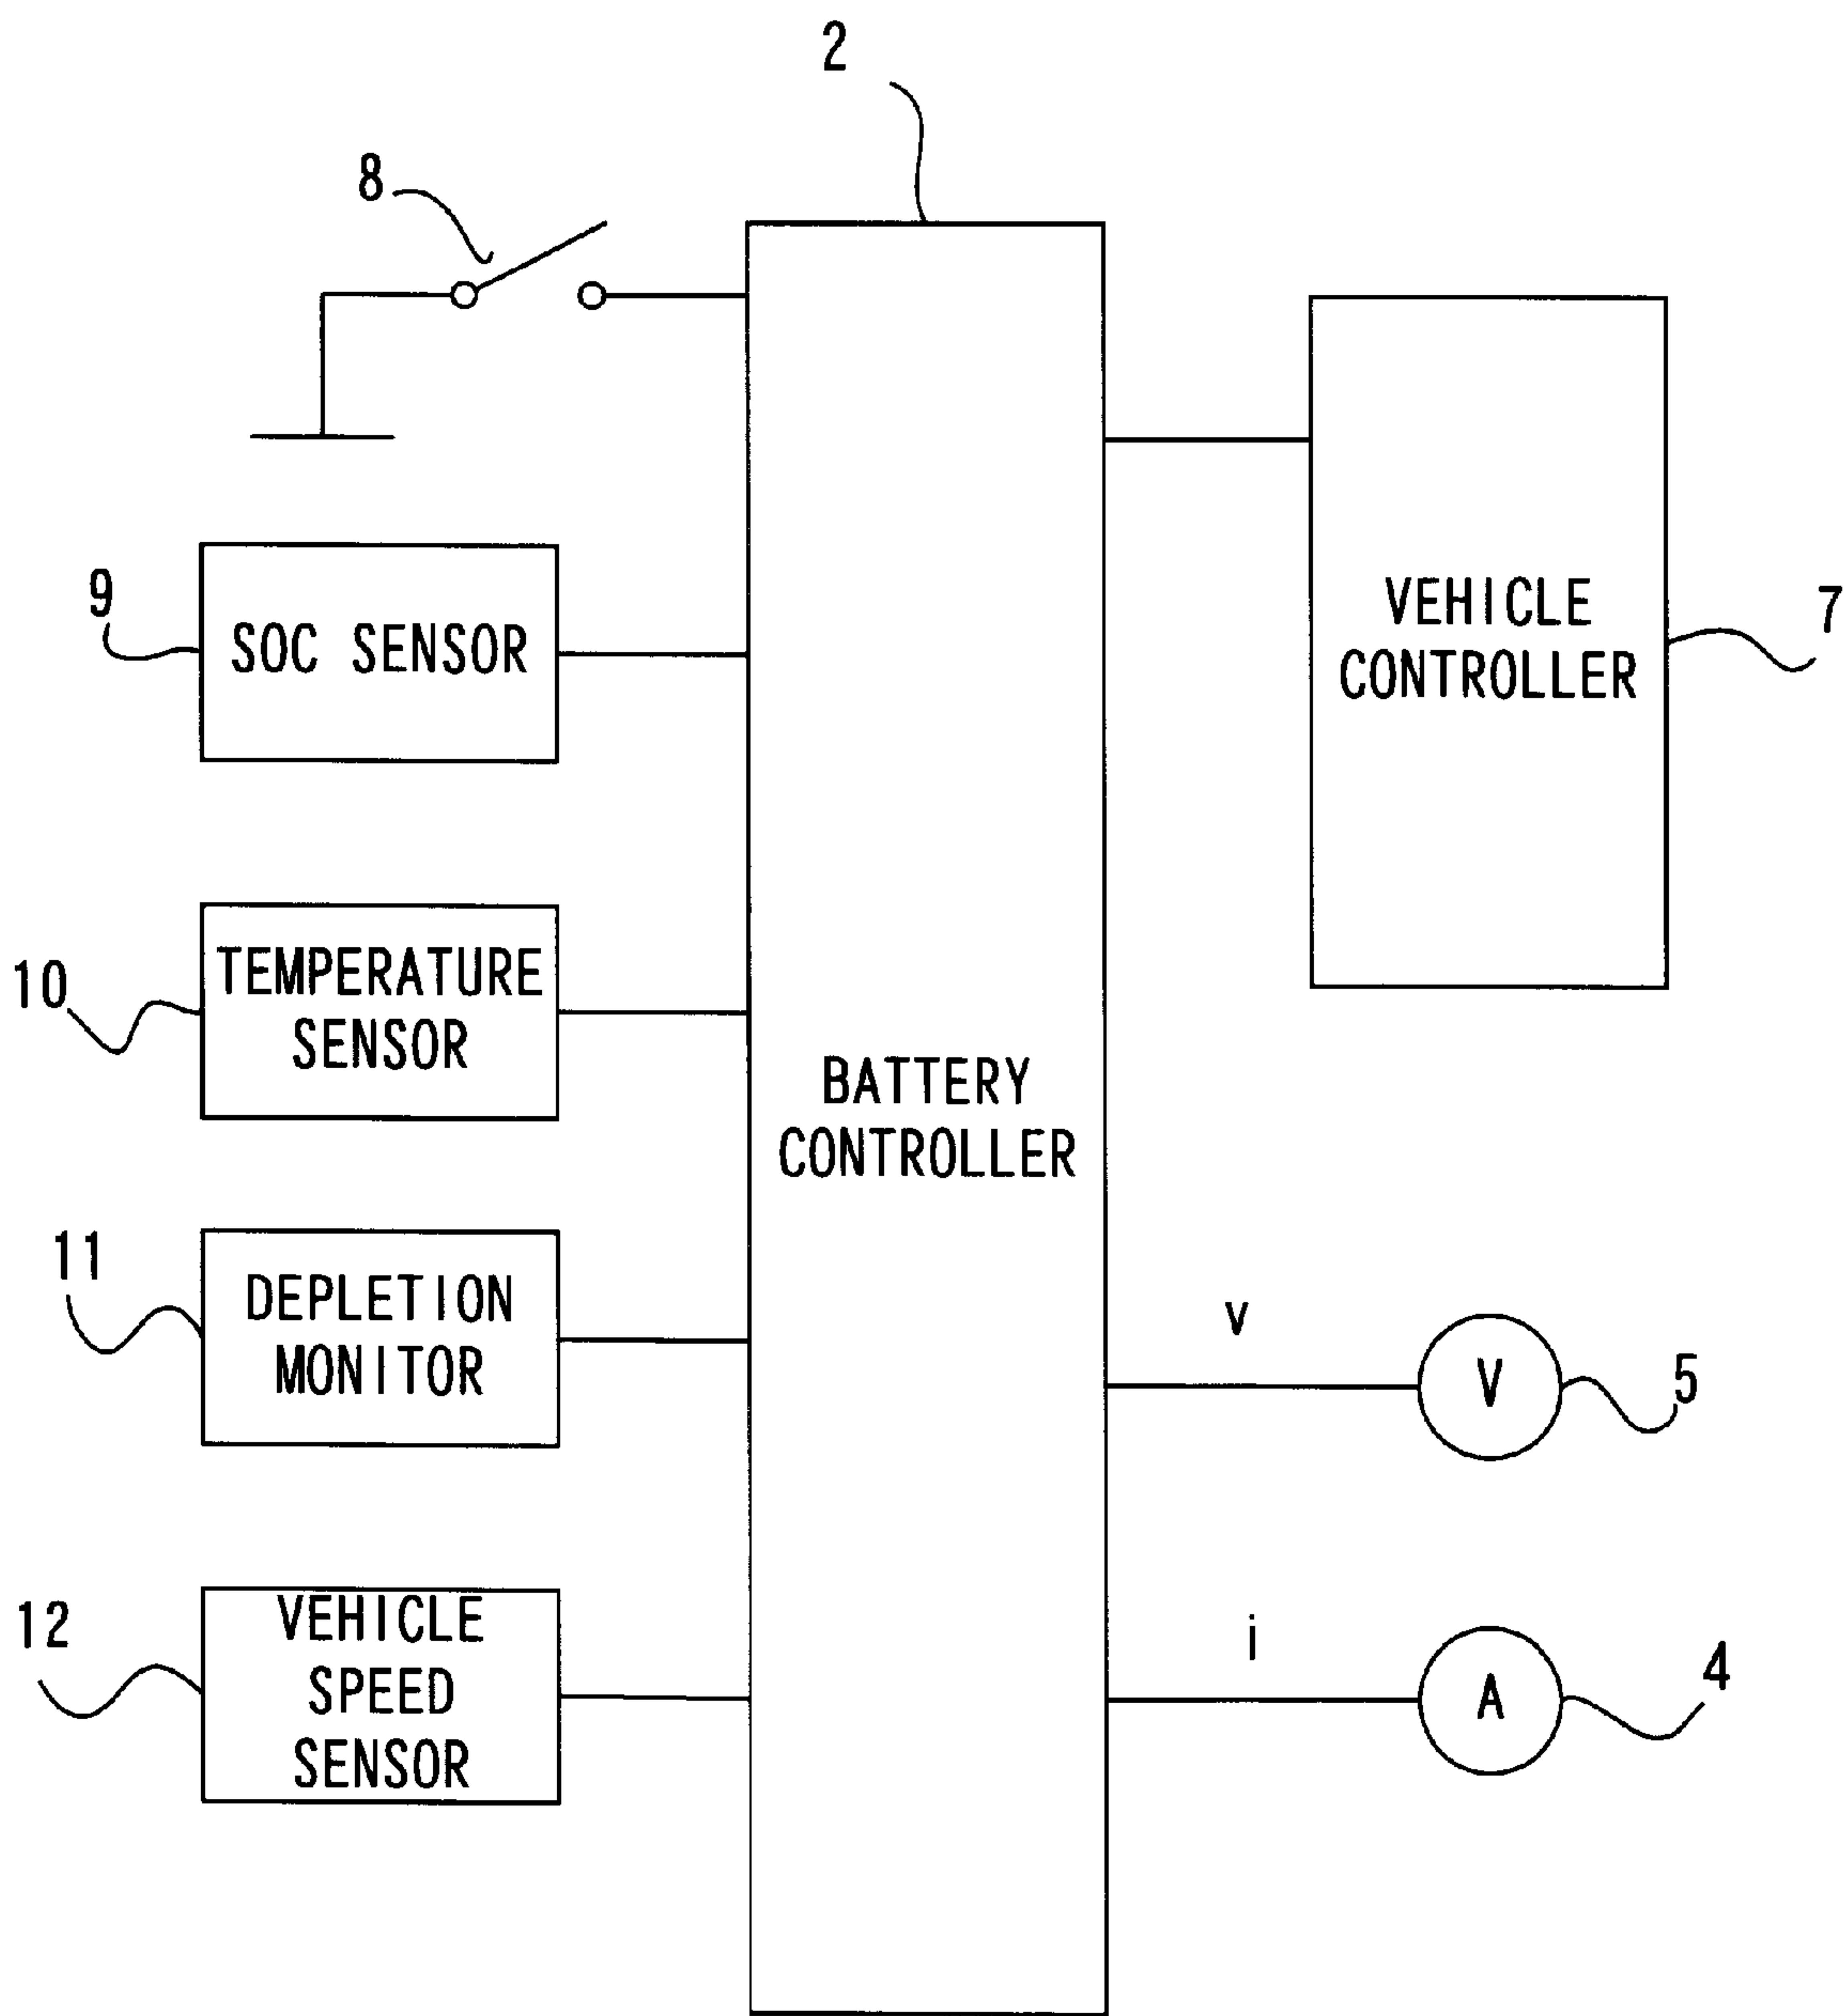 2
8
9
SOC SENSOR
VEHICLE
CONTROLLER
7
10
TEMPERATURE
SENSOR
BATTERY
CONTROLLER
11
DEPLETION
MONITOR
v
V
5
12
VEHICLE
SPEED
SENSOR
i
A
4